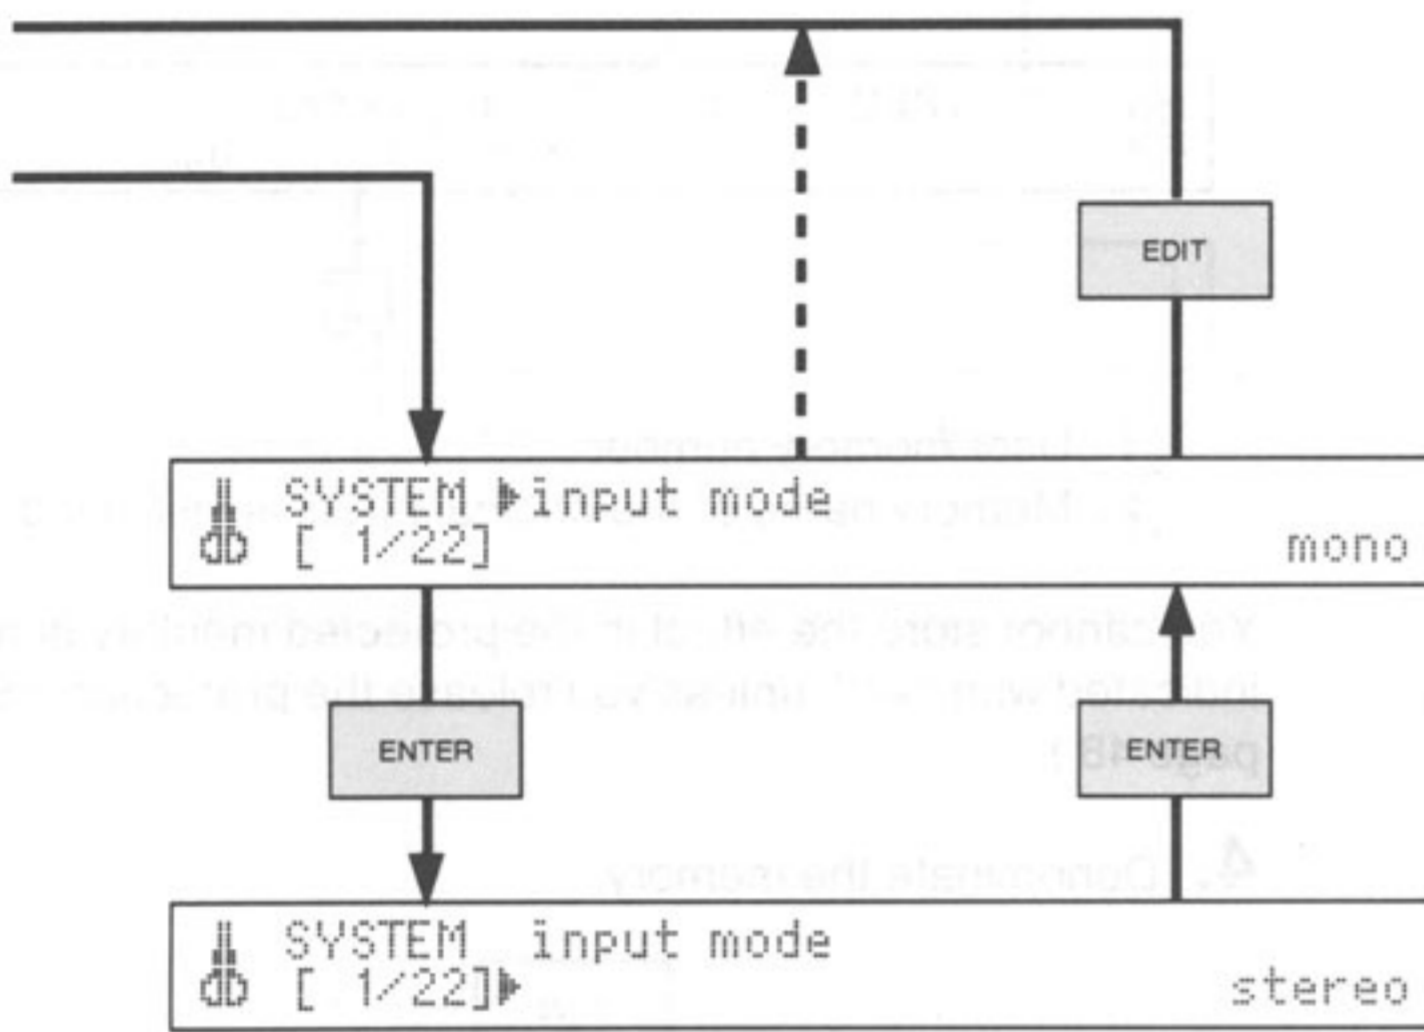 EDIT
SYSTEM ▶input mode
[ 1/22] mono
ENTER ENTER
SYSTEM input mode
[ 1/22]▶ stereo